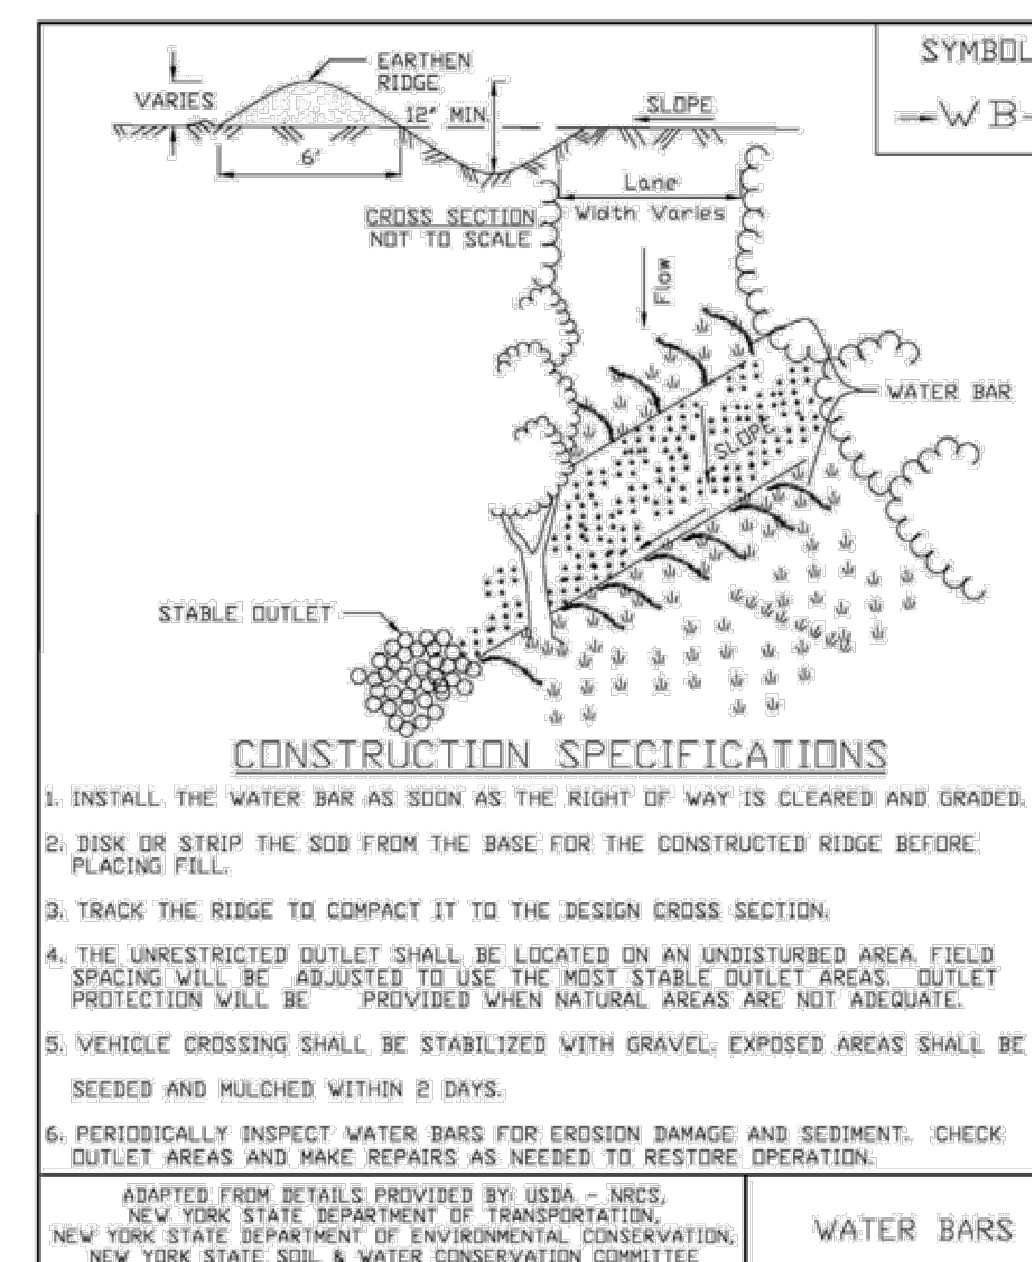 SYMBOL
WB-
EARTHEN
RIDGE
VARIES
12" MIN.
SLOPE
6'
Lane
Width Varies
CROSS SECTION
NOT TO SCALE
Flow
WATER BAR
SLOPE
STABLE OUTLET
CONSTRUCTION SPECIFICATIONS
1. INSTALL THE WATER BAR AS SOON AS THE RIGHT OF WAY IS CLEARED AND GRADED.
2. DISK OR STRIP THE SOD FROM THE BASE FOR THE CONSTRUCTED RIDGE BEFORE
PLACING FILL.
3. TRACK THE RIDGE TO COMPACT IT TO THE DESIGN CROSS SECTION.
4. THE UNRESTRICTED OUTLET SHALL BE LOCATED ON AN UNDISTURBED AREA. FIELD
SPACING WILL BE ADJUSTED TO USE THE MOST STABLE OUTLET AREAS. OUTLET
PROTECTION WILL BE PROVIDED WHEN NATURAL AREAS ARE NOT ADEQUATE.
5. VEHICLE CROSSING SHALL BE STABILIZED WITH GRAVEL. EXPOSED AREAS SHALL BE
SEEDED AND MULCHED WITHIN 2 DAYS.
6. PERIODICALLY INSPECT WATER BARS FOR EROSION DAMAGE AND SEDIMENT. CHECK
OUTLET AREAS AND MAKE REPAIRS AS NEEDED TO RESTORE OPERATION.
ADAPTED FROM DETAILS PROVIDED BY: USDA - NRCS,
NEW YORK STATE DEPARTMENT OF TRANSPORTATION,
NEW YORK STATE DEPARTMENT OF ENVIRONMENTAL CONSERVATION,
NEW YORK STATE SOIL & WATER CONSERVATION COMMITTEE
WATER BARS